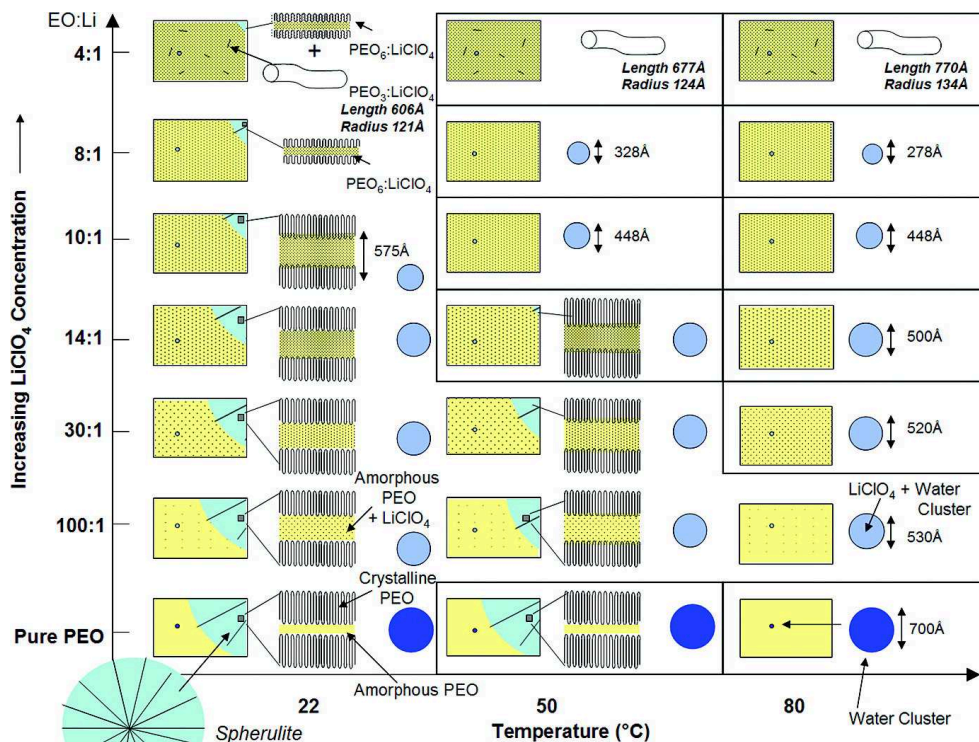 EO:Li
4:1
+
PEO₆:LiClO₄
PEO₃:LiClO₄
Length 606Å
Radius 121Å
Length 677Å
Radius 124Å
Length 770Å
Radius 134Å
8:1
PEO₆:LiClO₄
328Å
278Å
10:1
575Å
448Å
448Å
14:1
500Å
30:1
520Å
Amorphous
PEO
+ LiClO₄
LiClO₄ + Water
Cluster
100:1
530Å
Crystalline
PEO
Pure PEO
700Å
Amorphous PEO
Water Cluster
Spherulite
22
50
80
Temperature (°C)
Increasing LiClO₄ Concentration